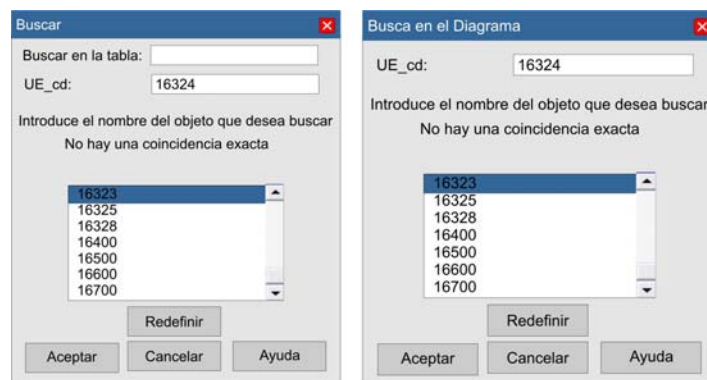 Buscar
Buscar en la tabla:
UE_cd: 16324
Introduce el nombre del objeto que desea buscar
No hay una coincidencia exacta
16323
16325
16328
16400
16500
16600
16700
Redefinir
Aceptar Cancelar Ayuda
Busca en el Diagrama
UE_cd: 16324
Introduce el nombre del objeto que desea buscar
No hay una coincidencia exacta
16323
16325
16328
16400
16500
16600
16700
Redefinir
Aceptar Cancelar Ayuda